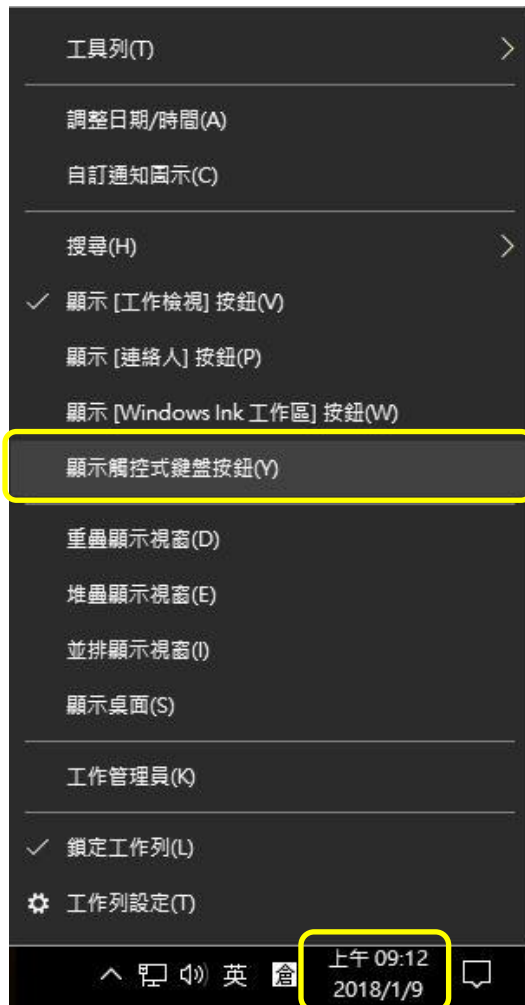 工具列(T)
調整日期/時間(A)
自訂通知圖示(C)
搜尋(H)
顯示 [工作檢視] 按鈕(V)
顯示 [連絡人] 按鈕(P)
顯示 [Windows Ink 工作區] 按鈕(W)
顯示觸控式鍵盤按鈕(Y)
重疊顯示視窗(D)
堆疊顯示視窗(E)
並排顯示視窗(I)
顯示桌面(S)
工作管理員(K)
鎖定工作列(L)
工作列設定(T)
英 倉 上午 09:12
2018/1/9